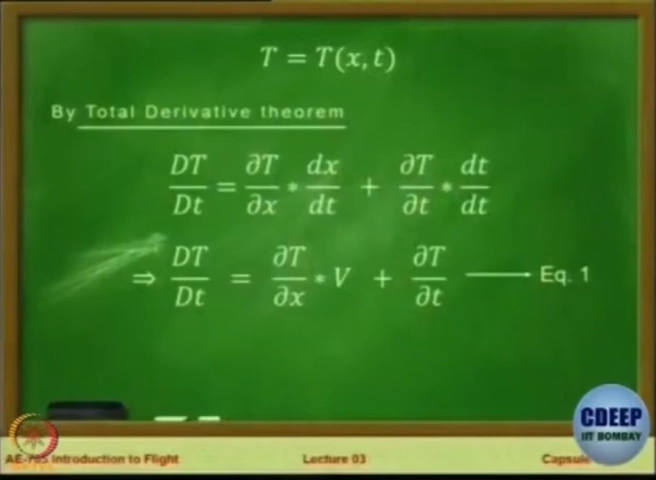 T = T(x, t)
By Total Derivative theorem
DT/Dt = ∂T/∂x * dx/dt + ∂T/∂t * dt/dt
⇒ DT/Dt = ∂T/∂x * V + ∂T/∂t ⟶ Eq. 1
CDEEP
IIT BOMBAY
Introduction to Flight
Lecture 03